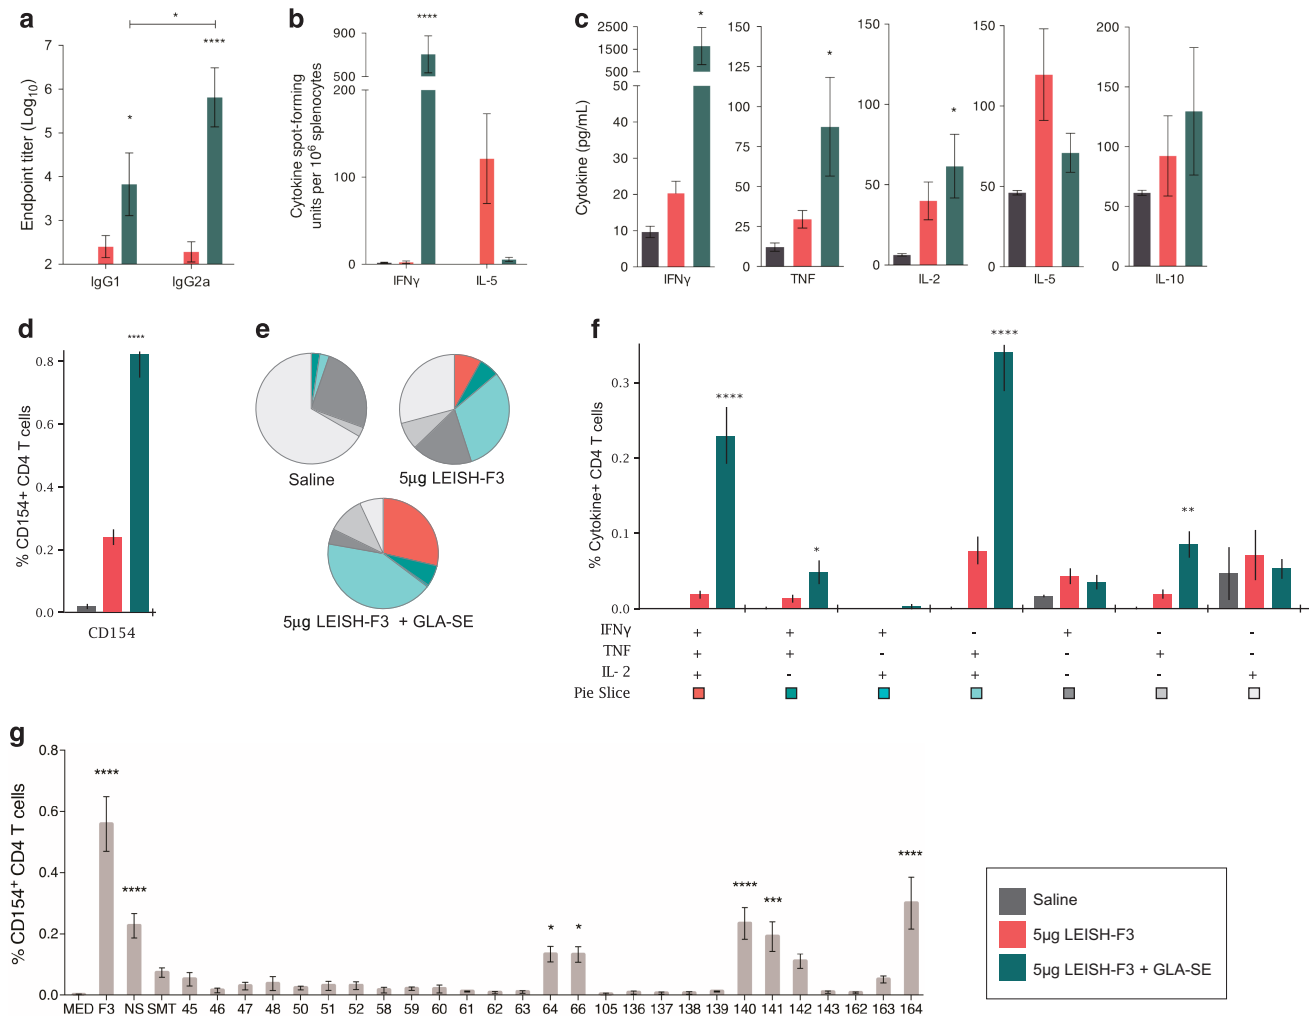 a
*
****
*
Endpoint titer (Log10)
7
6
5
4
3
2
IgG1
IgG2a
b
****
Cytokine spot-forming
units per 10^6 splenocytes
900
500
200
100
0
IFNγ
IL-5
c
*
Cytokine (pg/mL)
2500
1500
500
50
40
30
20
10
0
IFNγ
*
150
125
100
75
50
25
0
TNF
*
150
100
50
0
IL-2
150
100
50
0
IL-5
200
150
100
50
0
IL-10
d
****
% CD154+ CD4 T cells
0.8
0.6
0.4
0.2
0.0
CD154
e
Saline
5μg LEISH-F3
5μg LEISH-F3 + GLA-SE
f
****
****
*
**
% Cytokine+ CD4 T cells
0.3
0.2
0.1
0.0
IFNγ + + + - + - -
TNF + + - + - + -
IL- 2 + - + + - - +
Pie Slice
g
% CD154+ CD4 T cells
0.8
0.6
0.4
0.2
0.0
****
****
*
*
****
***
****
MED F3 NS SMT 45 46 47 48 50 51 52 58 59 60 61 62 63 64 66 105 136 137 138 139 140 141 142 143 162 163 164
Saline
5μg LEISH-F3
5μg LEISH-F3 + GLA-SE